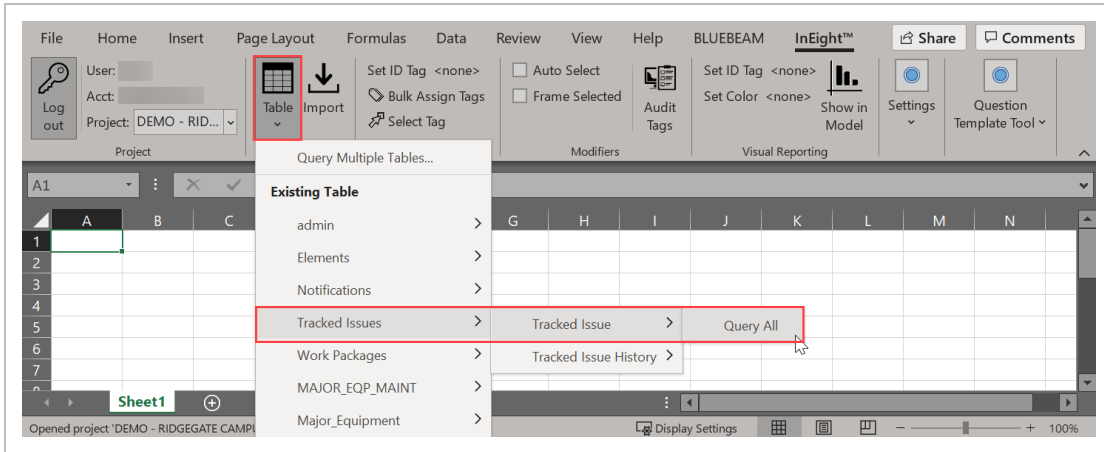 File Home Insert Page Layout Formulas Data Review View Help BLUEBEAM InEight™ Share Comments
User:
Acct:
Project: DEMO - RID...
Log out
Project
Table
Import
Set ID Tag <none>
Bulk Assign Tags
Select Tag
Auto Select
Frame Selected
Audit Tags
Modifiers
Set ID Tag <none>
Set Color <none>
Show in Model
Visual Reporting
Settings
Question Template Tool
Query Multiple Tables...
A1
Existing Table
A B C G H I J K L M N
1
2
3
4
5
6
7
admin
Elements
Notifications
Tracked Issues Tracked Issue Query All
Work Packages Tracked Issue History
MAJOR_EQP_MAINT
Major_Equipment
Sheet1
Opened project 'DEMO - RIDGEGATE CAMPU
Display Settings
100%